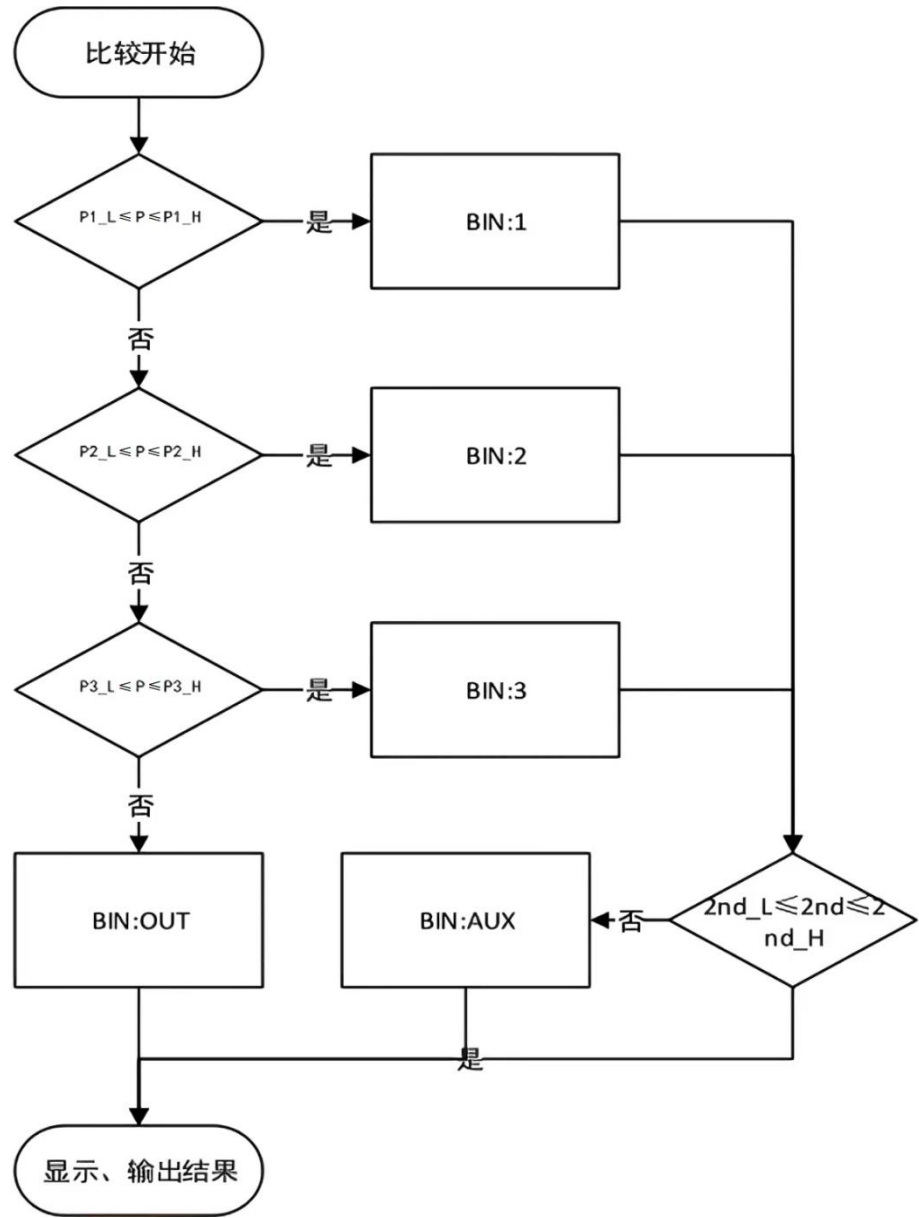 比较开始
P1_L≤P≤P1_H
是
BIN:1
否
P2_L≤P≤P2_H
是
BIN:2
否
P3_L≤P≤P3_H
是
BIN:3
否
BIN:OUT
BIN:AUX
否
2nd_L≤2nd≤2
nd_H
是
显示、输出结果